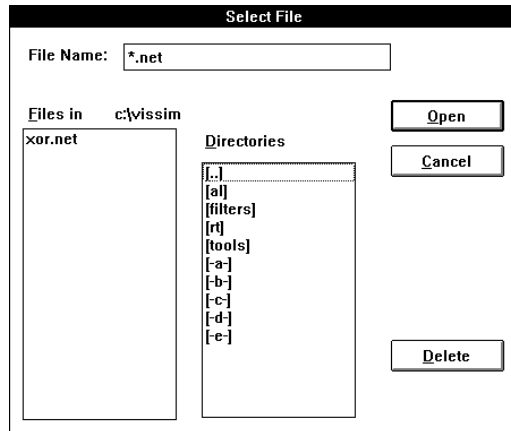 Select File
File Name: *.net
Files in c:\vissim
xor.net
Directories
[..]
[al]
[filters]
[rt]
[tools]
[-a-]
[-b-]
[-c-]
[-d-]
[-e-]
Open
Cancel
Delete